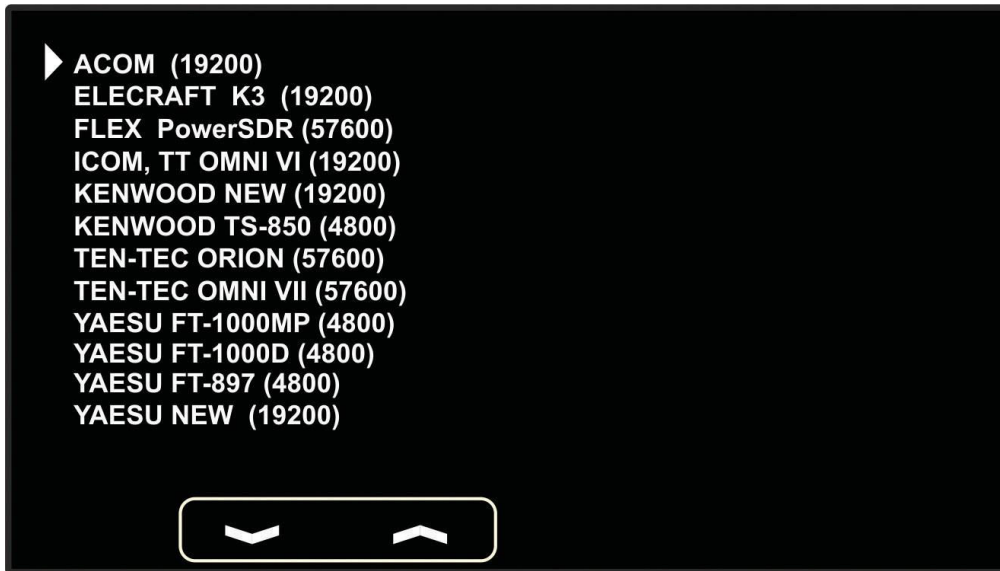 ACOM (19200)
ELECRAFT K3 (19200)
FLEX PowerSDR (57600)
ICOM, TT OMNI VI (19200)
KENWOOD NEW (19200)
KENWOOD TS-850 (4800)
TEN-TEC ORION (57600)
TEN-TEC OMNI VII (57600)
YAESU FT-1000MP (4800)
YAESU FT-1000D (4800)
YAESU FT-897 (4800)
YAESU NEW (19200)